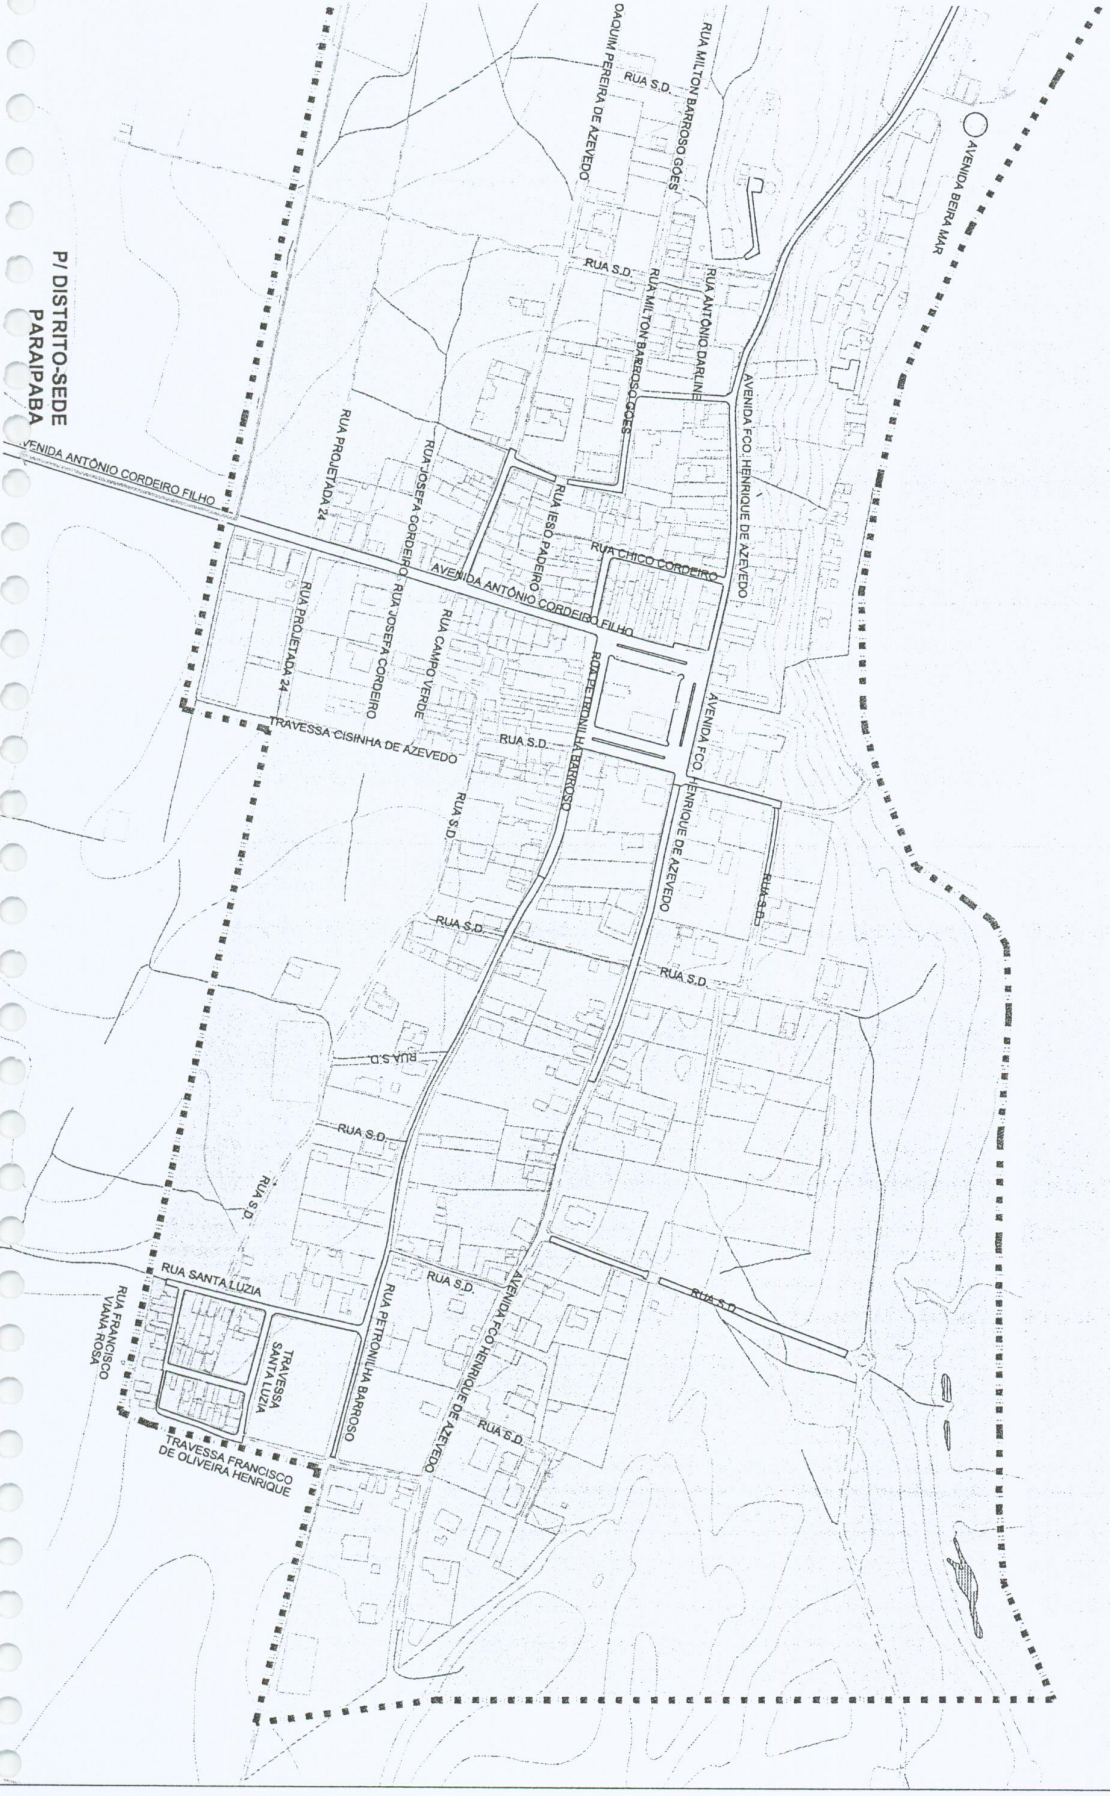 OAQUIM PEREIRA DE AZEVEDO
RUA MILTON BARROSO GOES
RUA S.D.
AVENIDA BEIRA MAR
RUA S.D.
RUA MILTON BARROSO GOES
RUA ANTÔNIO DARLINE
AVENIDA FCO. HENRIQUE DE AZEVEDO
P/ DISTRITO-SEDE
PARAIPABA
VENIDA ANTÔNIO CORDEIRO FILHO
RUA PROJETADA 24
RUA JOSEFA CORDEIRO
RUA IESO PADEIRO
RUA CHICO CORDEIRO
AVENIDA ANTÔNIO CORDEIRO FILHO
RUA PROJETADA 24
RUA JOSEFA CORDEIRO
RUA CAMPO VERDE
RUA PETRONILHA BARROSO
AVENIDA FCO. HENRIQUE DE AZEVEDO
TRAVESSA CISINHA DE AZEVEDO
RUA S.D.
RUA S.D
RUA S.D.
RUA S.D.
RUA S.D.
RUA S.D.
RUA S.D.
RUA S.D
RUA SANTA LUZIA
RUA FRANCISCO
VIANA ROSA
TRAVESSA
SANTA LUZIA
RUA PETRONILHA BARROSO
RUA S.D.
AVENIDA FCO HENRIQUE DE AZEVEDO
RUA S.D.
RUA S.D.
TRAVESSA FRANCISCO
DE OLIVEIRA HENRIQUE